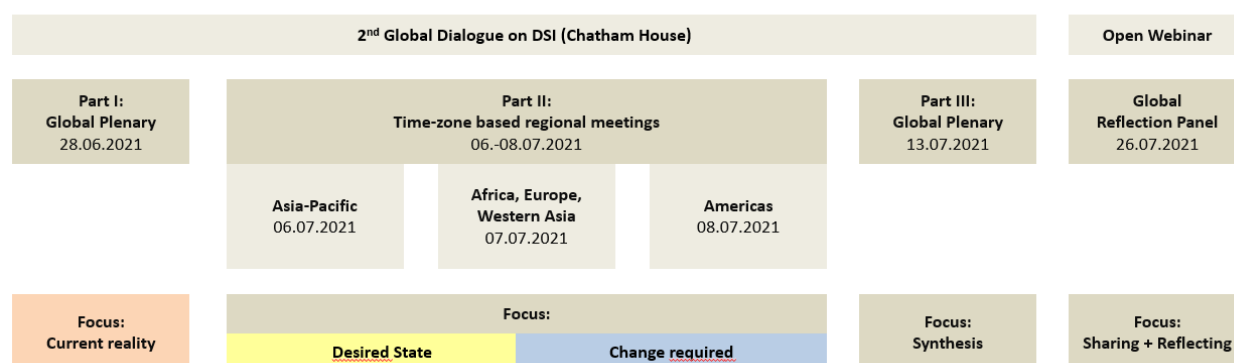 2nd Global Dialogue on DSI (Chatham House)
Open Webinar
Part I:
Global Plenary
28.06.2021
Part II:
Time-zone based regional meetings
06.-08.07.2021
Part III:
Global Plenary
13.07.2021
Global
Reflection Panel
26.07.2021
Asia-Pacific
06.07.2021
Africa, Europe,
Western Asia
07.07.2021
Americas
08.07.2021
Focus:
Current reality
Focus:
Desired State
Change required
Focus:
Synthesis
Focus:
Sharing + Reflecting